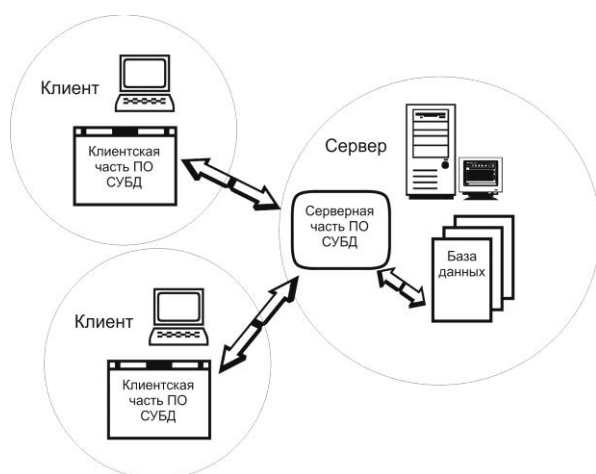 Клиент
Клиентская
часть ПО
СУБД
Сервер
Серверная
часть ПО
СУБД
База
данных
Клиент
Клиентская
часть ПО
СУБД